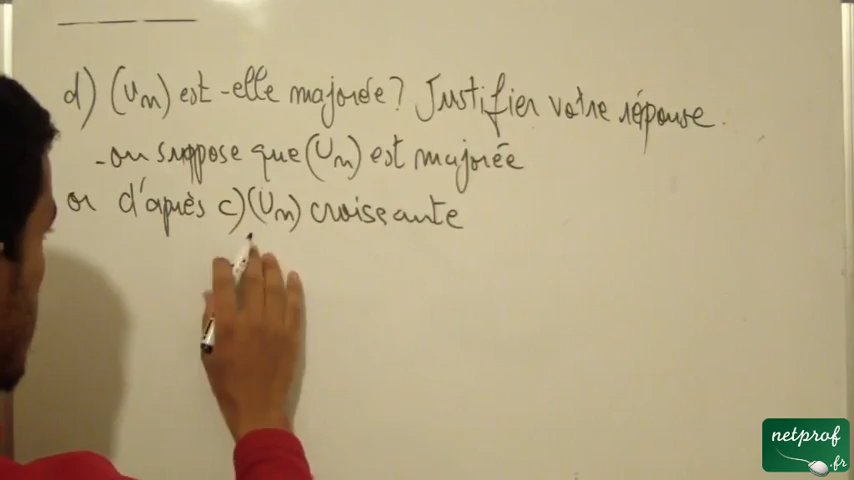 d) (Un) est-elle majorée? Justifier votre réponse.
- on suppose que (Un) est majorée
or d'après c) (Un) croissante
netprof
.fr